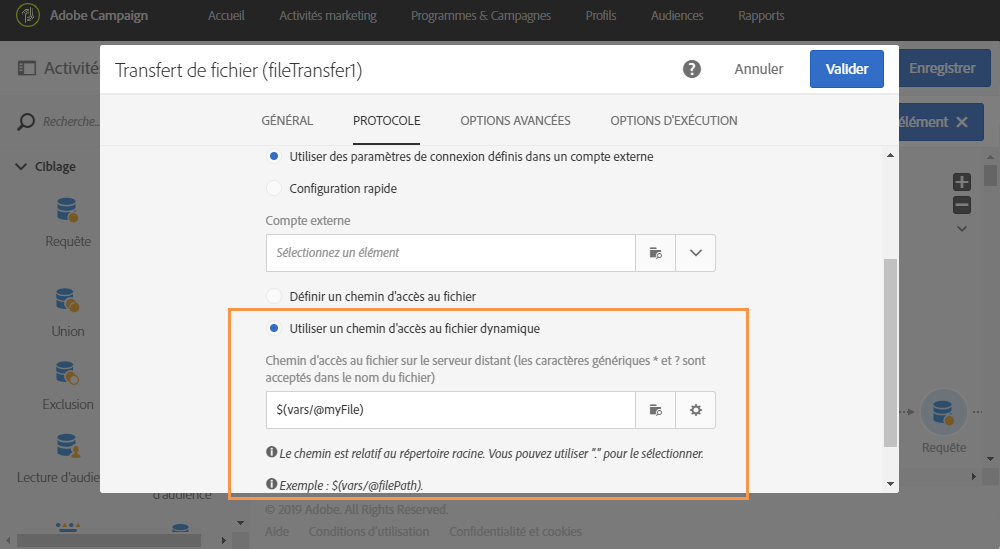 Adobe Campaign Accueil Activités marketing Programmes & Campagnes Profils Audiences Rapports
Activités
Enregistrer
Transfert de fichier (fileTransfer1) ? Annuler Valider
GÉNÉRAL PROTOCOLE OPTIONS AVANCÉES OPTIONS D'EXÉCUTION
Recherche...
élément ✕
Utiliser des paramètres de connexion définis dans un compte externe
Ciblage
Configuration rapide
Compte externe
Requête
Sélectionnez un élément
Définir un chemin d'accès au fichier
Utiliser un chemin d'accès au fichier dynamique
Union
Chemin d'accès au fichier sur le serveur distant (les caractères génériques * et ? sont
acceptés dans le nom du fichier)
Exclusion
$(vars/@myFile)
Requête
Le chemin est relatif au répertoire racine. Vous pouvez utiliser "." pour le sélectionner.
Lecture d'audie
Exemple : $(vars/@filePath).
d'audience
© 2019 Adobe. All Rights Reserved.
Aide Conditions d'utilisation Confidentialité et cookies